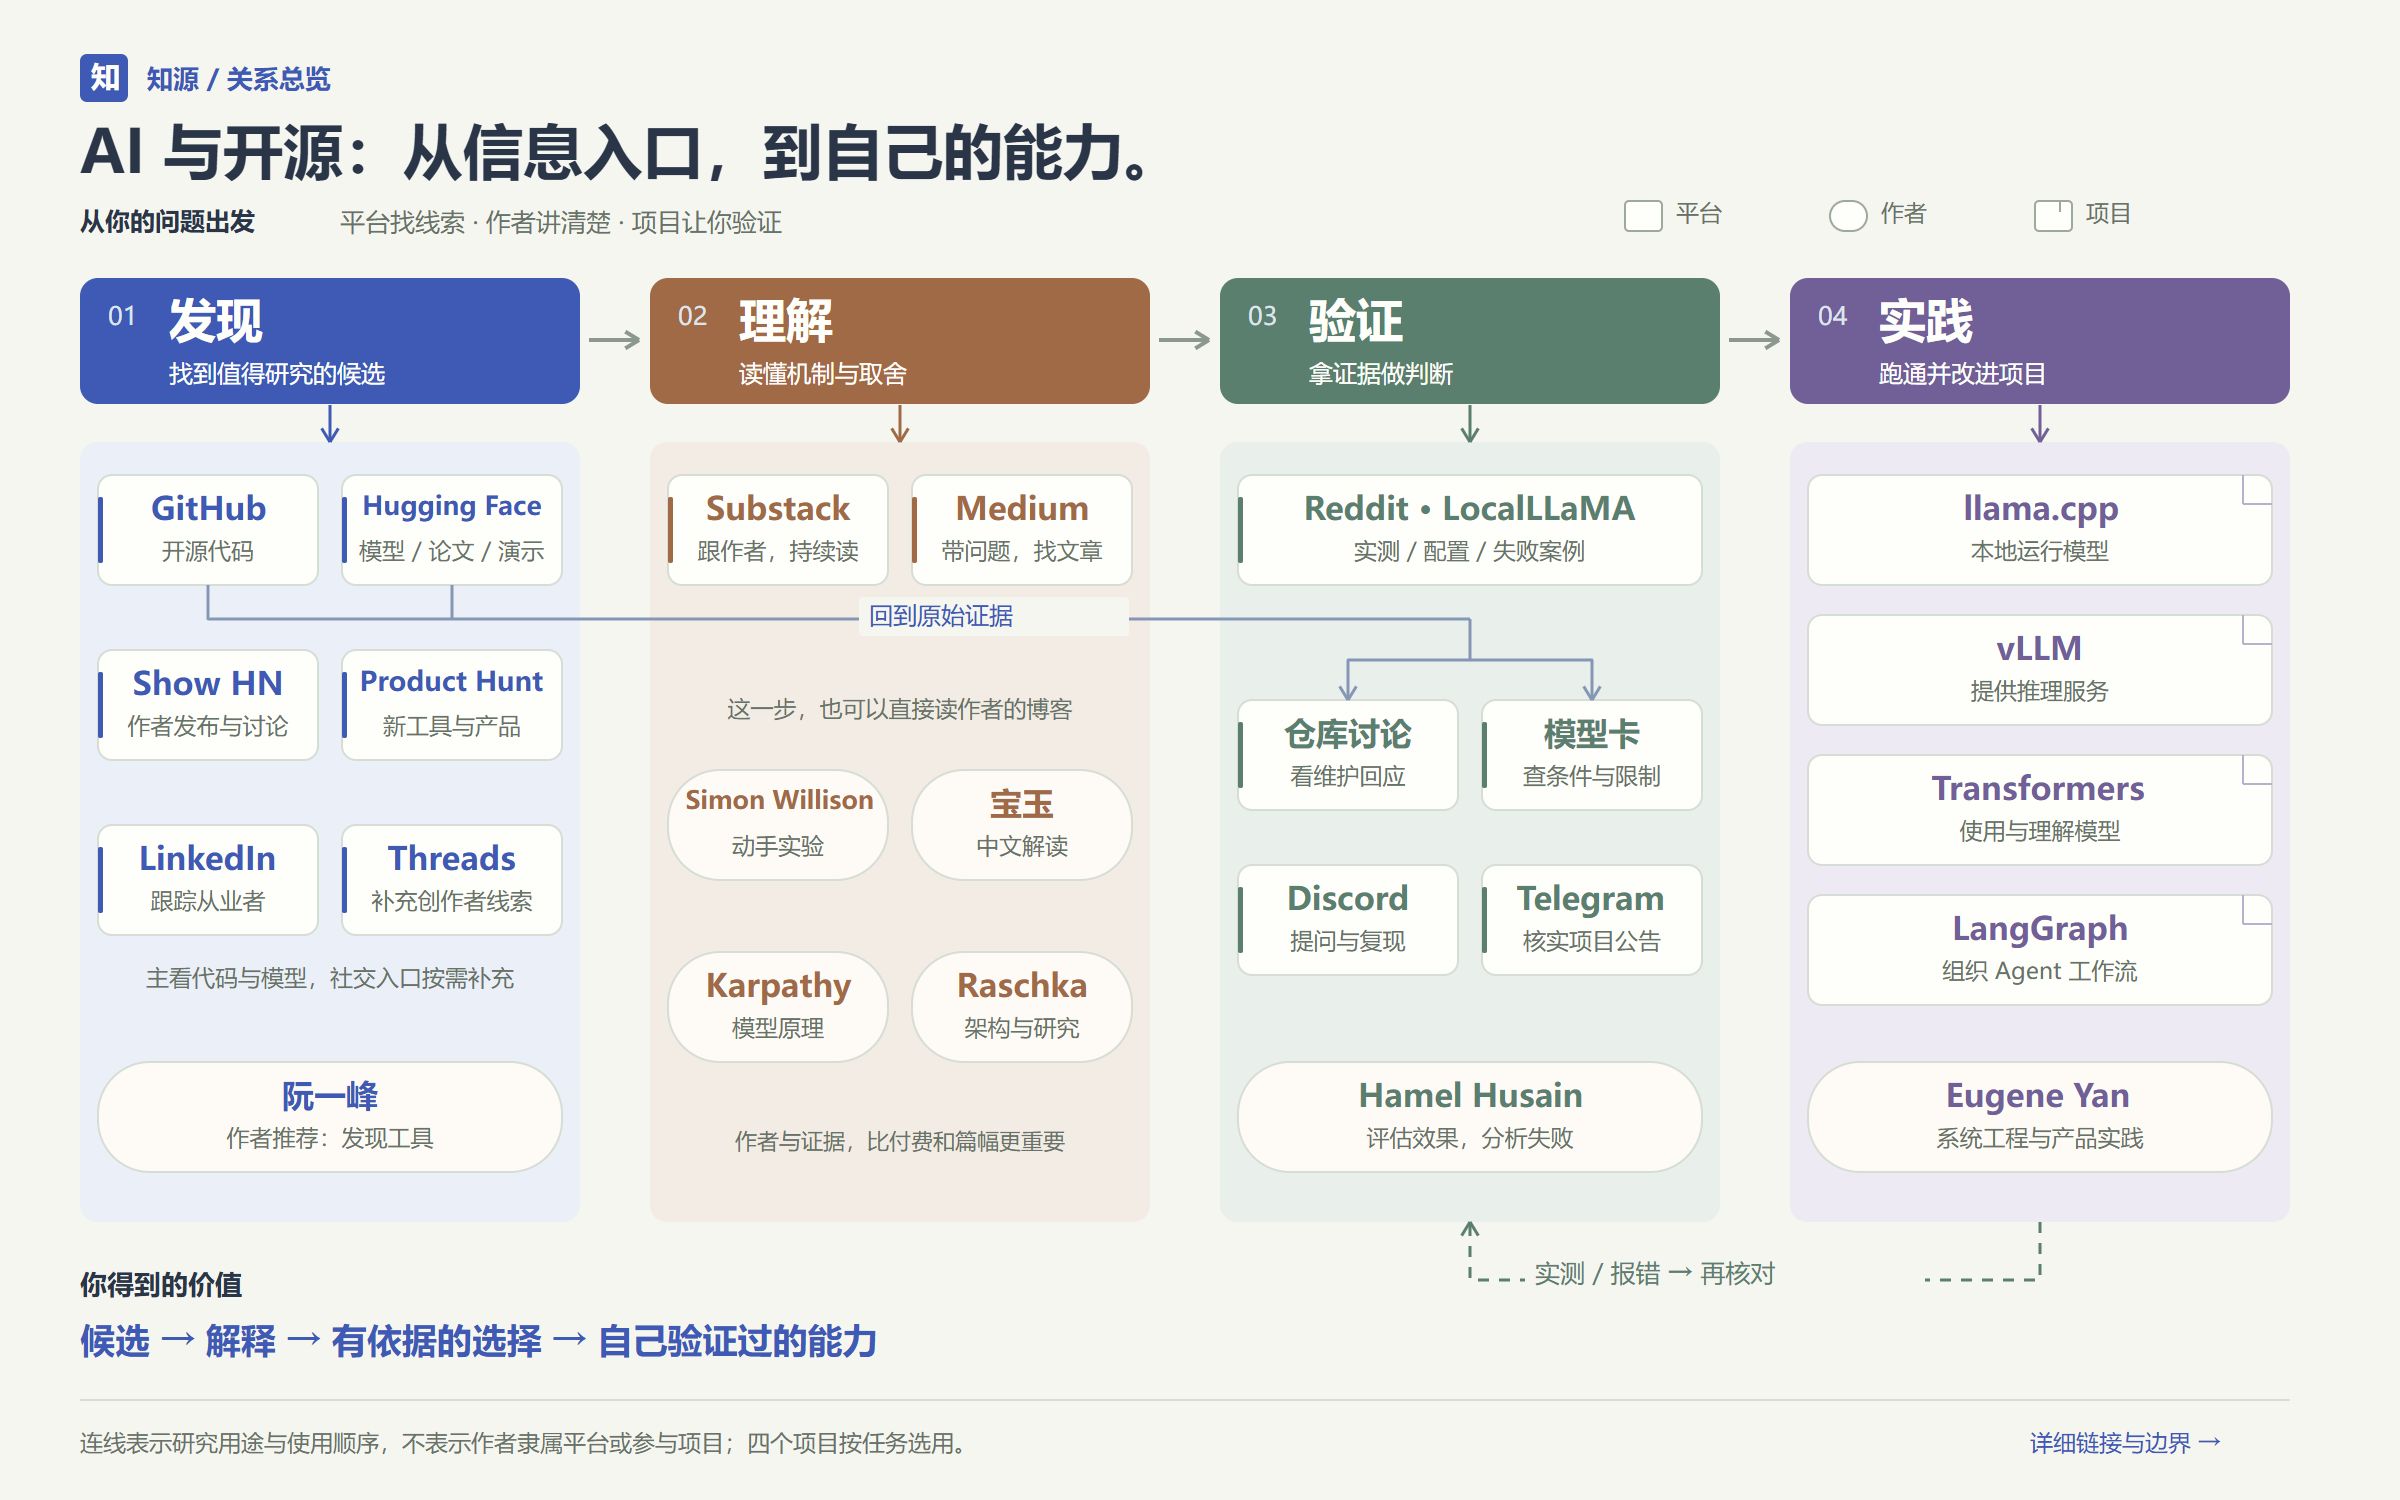 知
知源 / 关系总览
AI 与开源：从信息入口，到自己的能力。
从你的问题出发
平台找线索 · 作者讲清楚 · 项目让你验证
平台
作者
项目
01
发现
找到值得研究的候选
02
理解
读懂机制与取舍
03
验证
拿证据做判断
04
实践
跑通并改进项目
GitHub
开源代码
Hugging Face
模型 / 论文 / 演示
Show HN
作者发布与讨论
Product Hunt
新工具与产品
LinkedIn
跟踪从业者
Threads
补充创作者线索
主看代码与模型，社交入口按需补充
阮一峰
作者推荐：发现工具
Substack
跟作者，持续读
Medium
带问题，找文章
回到原始证据
这一步，也可以直接读作者的博客
Simon Willison
动手实验
宝玉
中文解读
Karpathy
模型原理
Raschka
架构与研究
作者与证据，比付费和篇幅更重要
Reddit • LocalLLaMA
实测 / 配置 / 失败案例
仓库讨论
看维护回应
模型卡
查条件与限制
Discord
提问与复现
Telegram
核实项目公告
Hamel Husain
评估效果，分析失败
llama.cpp
本地运行模型
vLLM
提供推理服务
Transformers
使用与理解模型
LangGraph
组织 Agent 工作流
Eugene Yan
系统工程与产品实践
实测 / 报错 → 再核对
你得到的价值
候选 → 解释 → 有依据的选择 → 自己验证过的能力
连线表示研究用途与使用顺序，不表示作者隶属平台或参与项目；四个项目按任务选用。
详细链接与边界 →